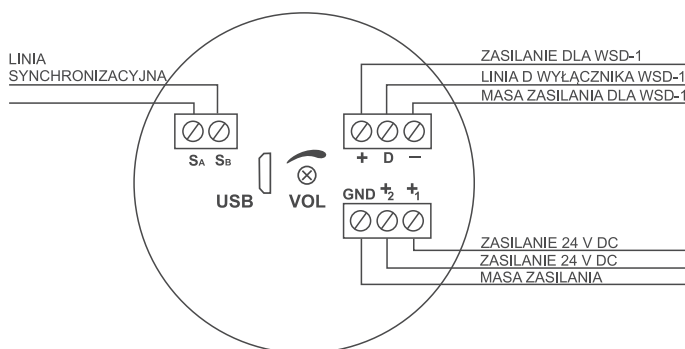 LINIA
SYNCHRONIZACYJNA
ZASILANIE DLA WSD-1
LINIA D WYŁĄCZNIKA WSD-1
MASA ZASILANIA DLA WSD-1
SA SB
+ D −
USB VOL
GND +2 +1
ZASILANIE 24 V DC
ZASILANIE 24 V DC
MASA ZASILANIA